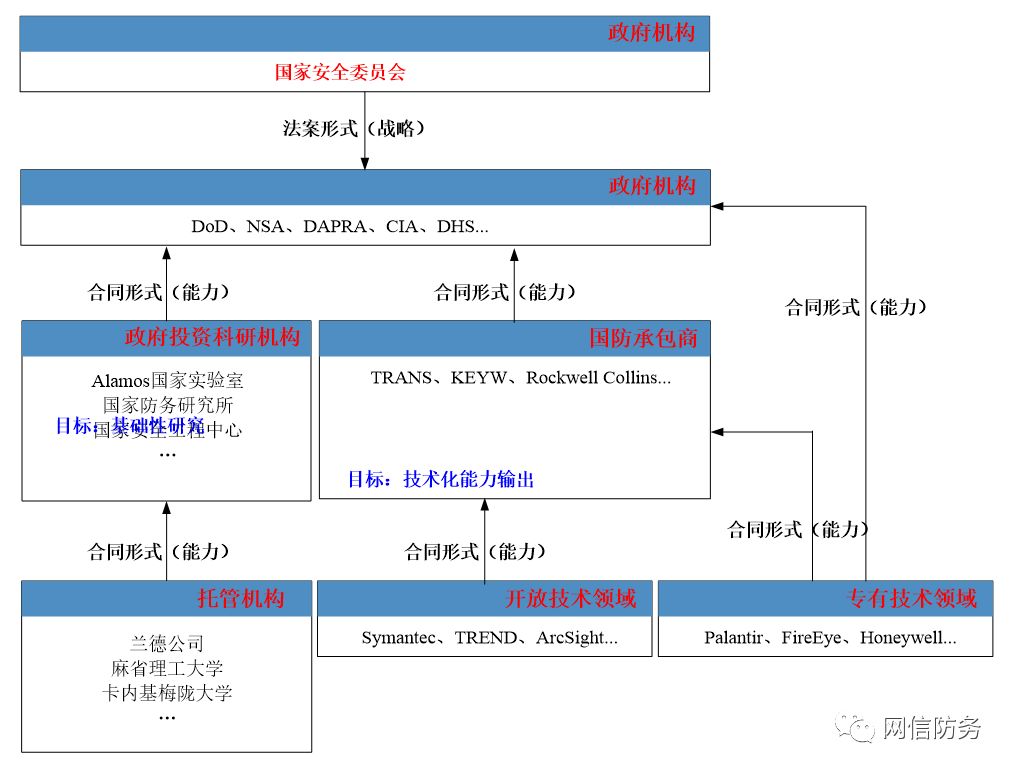 政府机构
国家安全委员会
法案形式（战略）
政府机构
DoD、NSA、DAPRA、CIA、DHS...
合同形式（能力）
合同形式（能力）
合同形式（能力）
政府投资科研机构
Alamos国家实验室
国家防务研究所
目标：基础性研究
国家安全工程中心
...
国防承包商
TRANS、KEYW、Rockwell Collins...
目标：技术化能力输出
合同形式（能力）
合同形式（能力）
合同形式（能力）
托管机构
兰德公司
麻省理工大学
卡内基梅陇大学
...
开放技术领域
Symantec、TREND、ArcSight...
专有技术领域
Palantir、FireEye、Honeywell...
网信防务